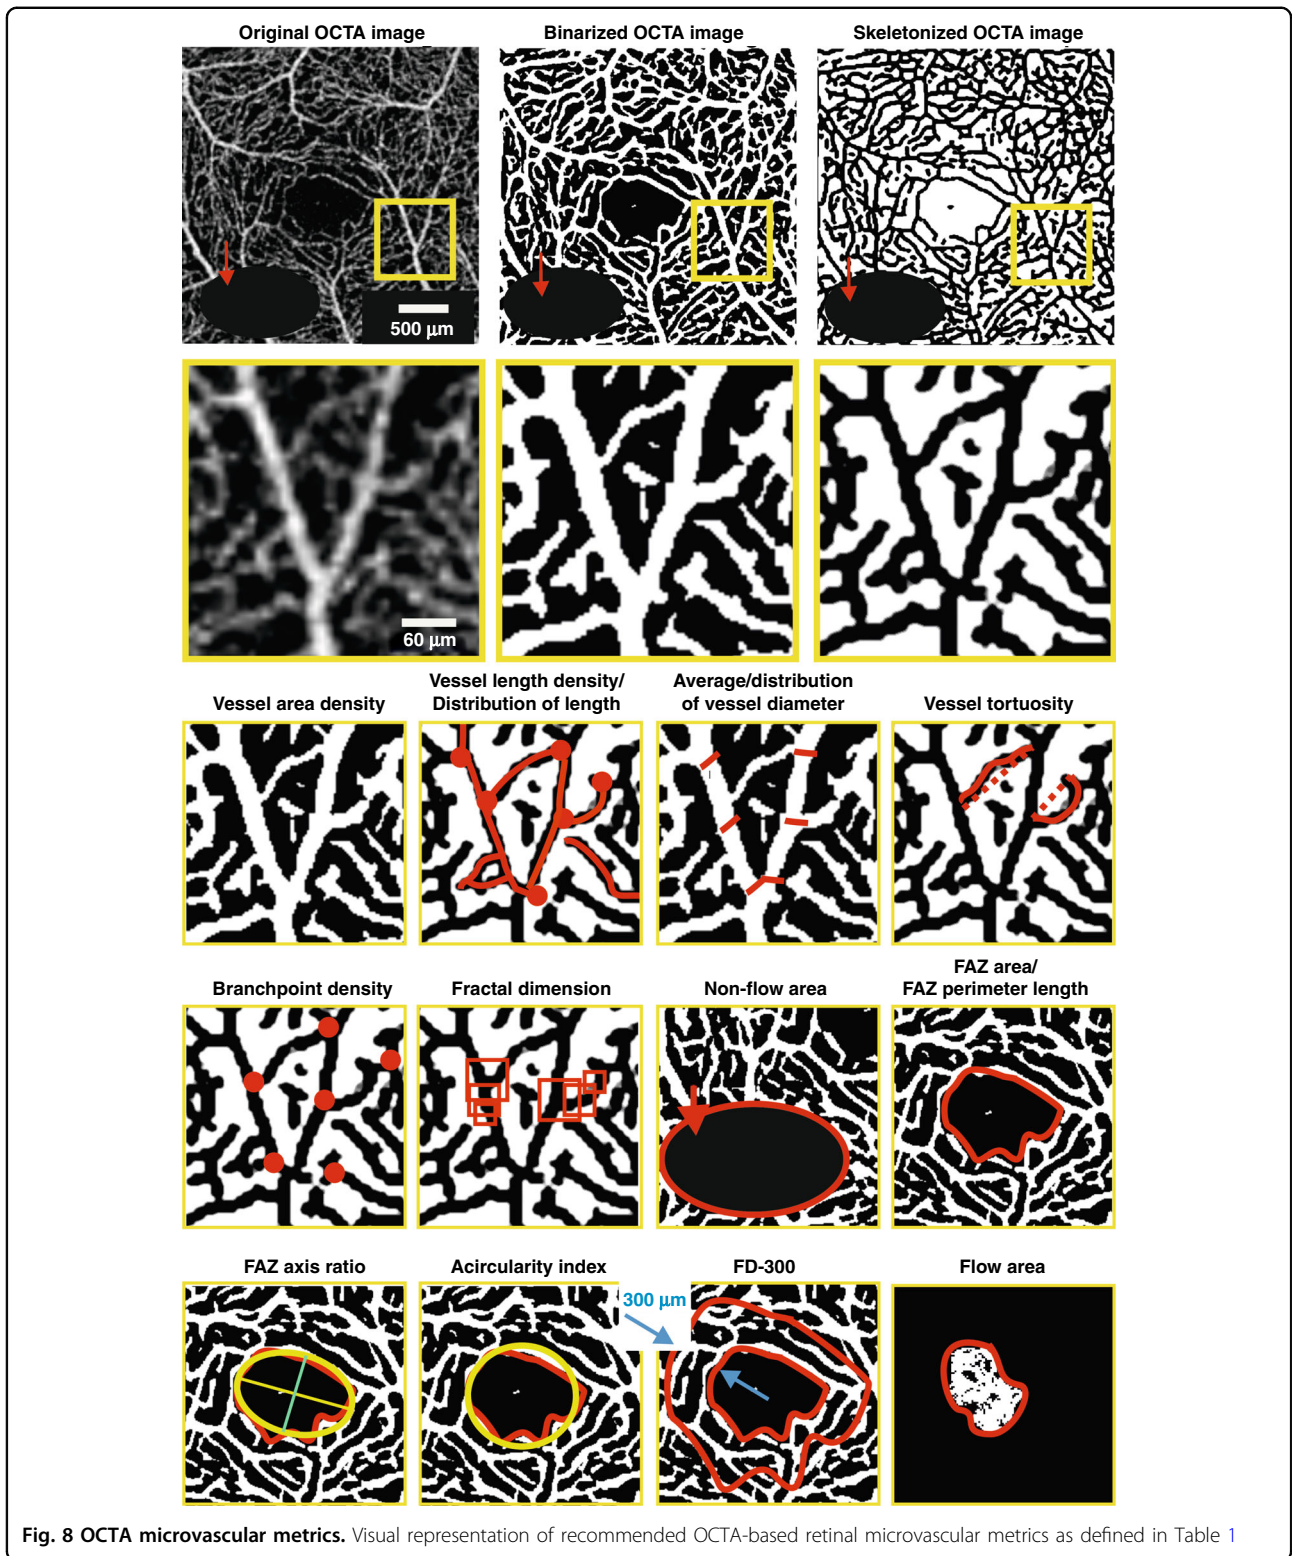 Original OCTA image
Binarized OCTA image
Skeletonized OCTA image
500 µm
60 µm
Vessel area density
Vessel length density/
Distribution of length
Average/distribution
of vessel diameter
Vessel tortuosity
Branchpoint density
Fractal dimension
Non-flow area
FAZ area/
FAZ perimeter length
FAZ axis ratio
Acircularity index
FD-300
Flow area
300 µm
Fig. 8 OCTA microvascular metrics. Visual representation of recommended OCTA-based retinal microvascular metrics as defined in Table 1